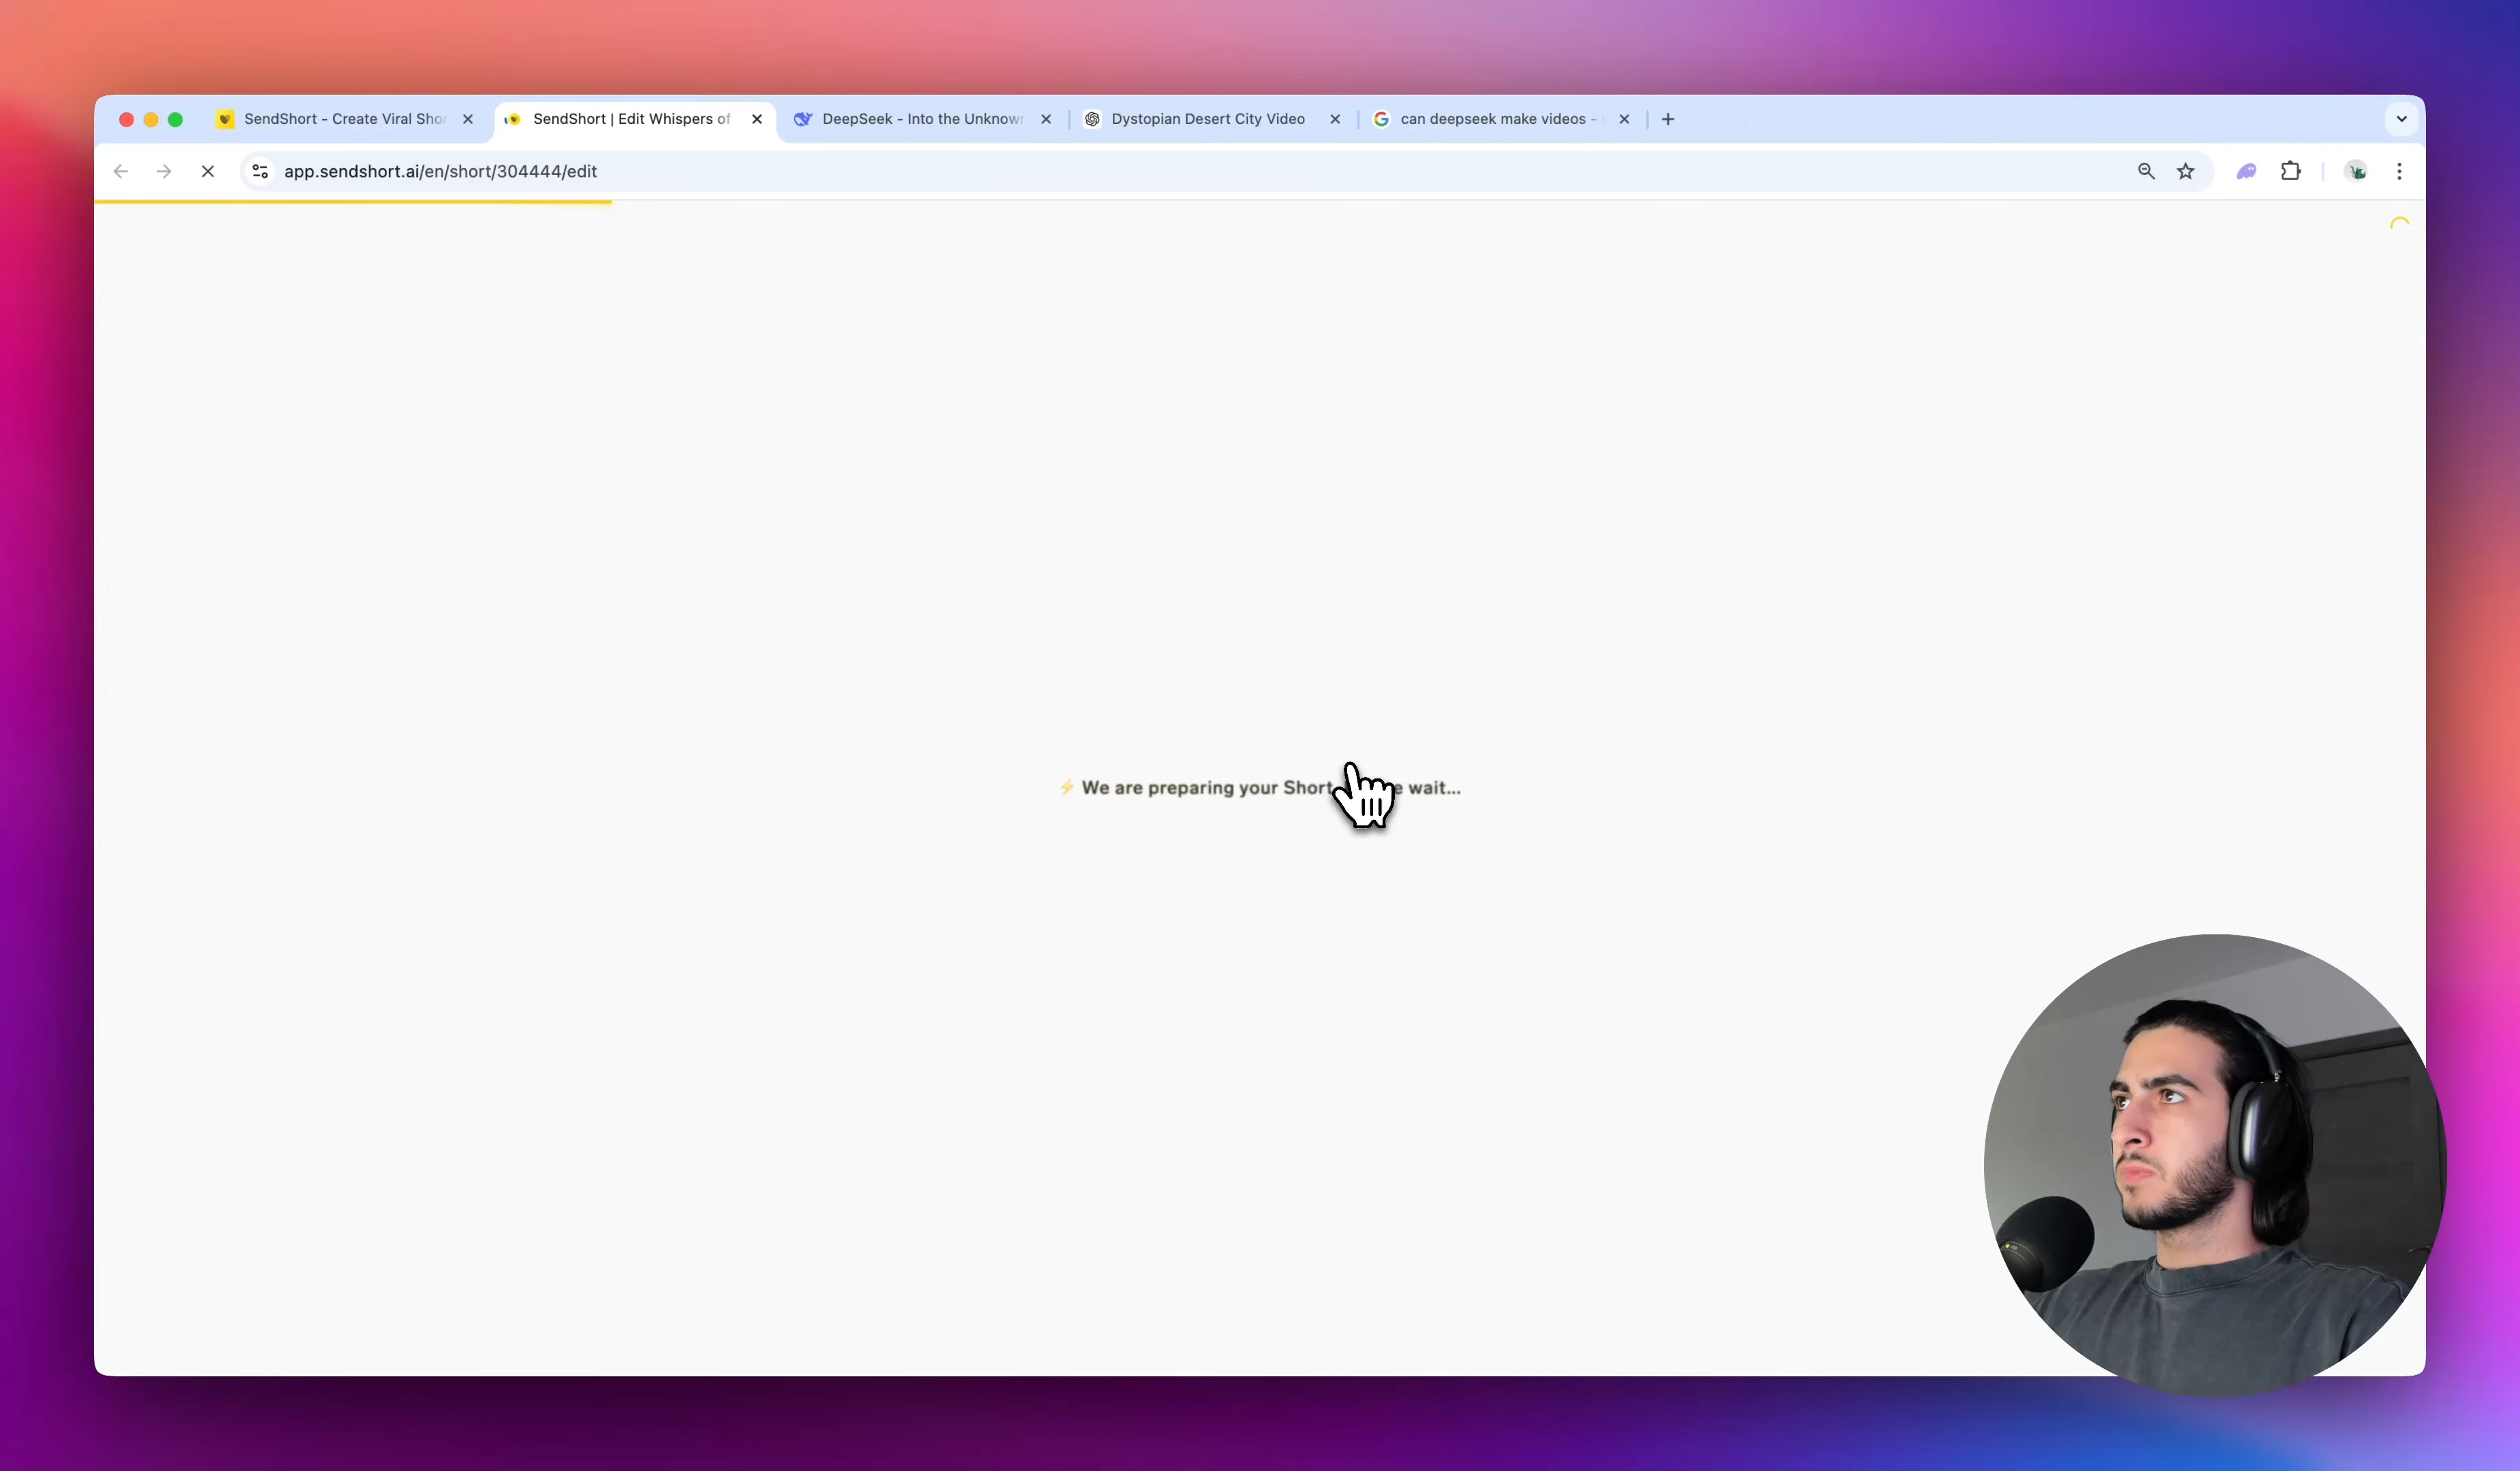 SendShort - Create Viral Sho
SendShort | Edit Whispers of
DeepSeek - Into the Unknown
Dystopian Desert City Video
can deepseek make videos -
app.sendshort.ai/en/short/304444/edit
⚡ We are preparing your Short wait...